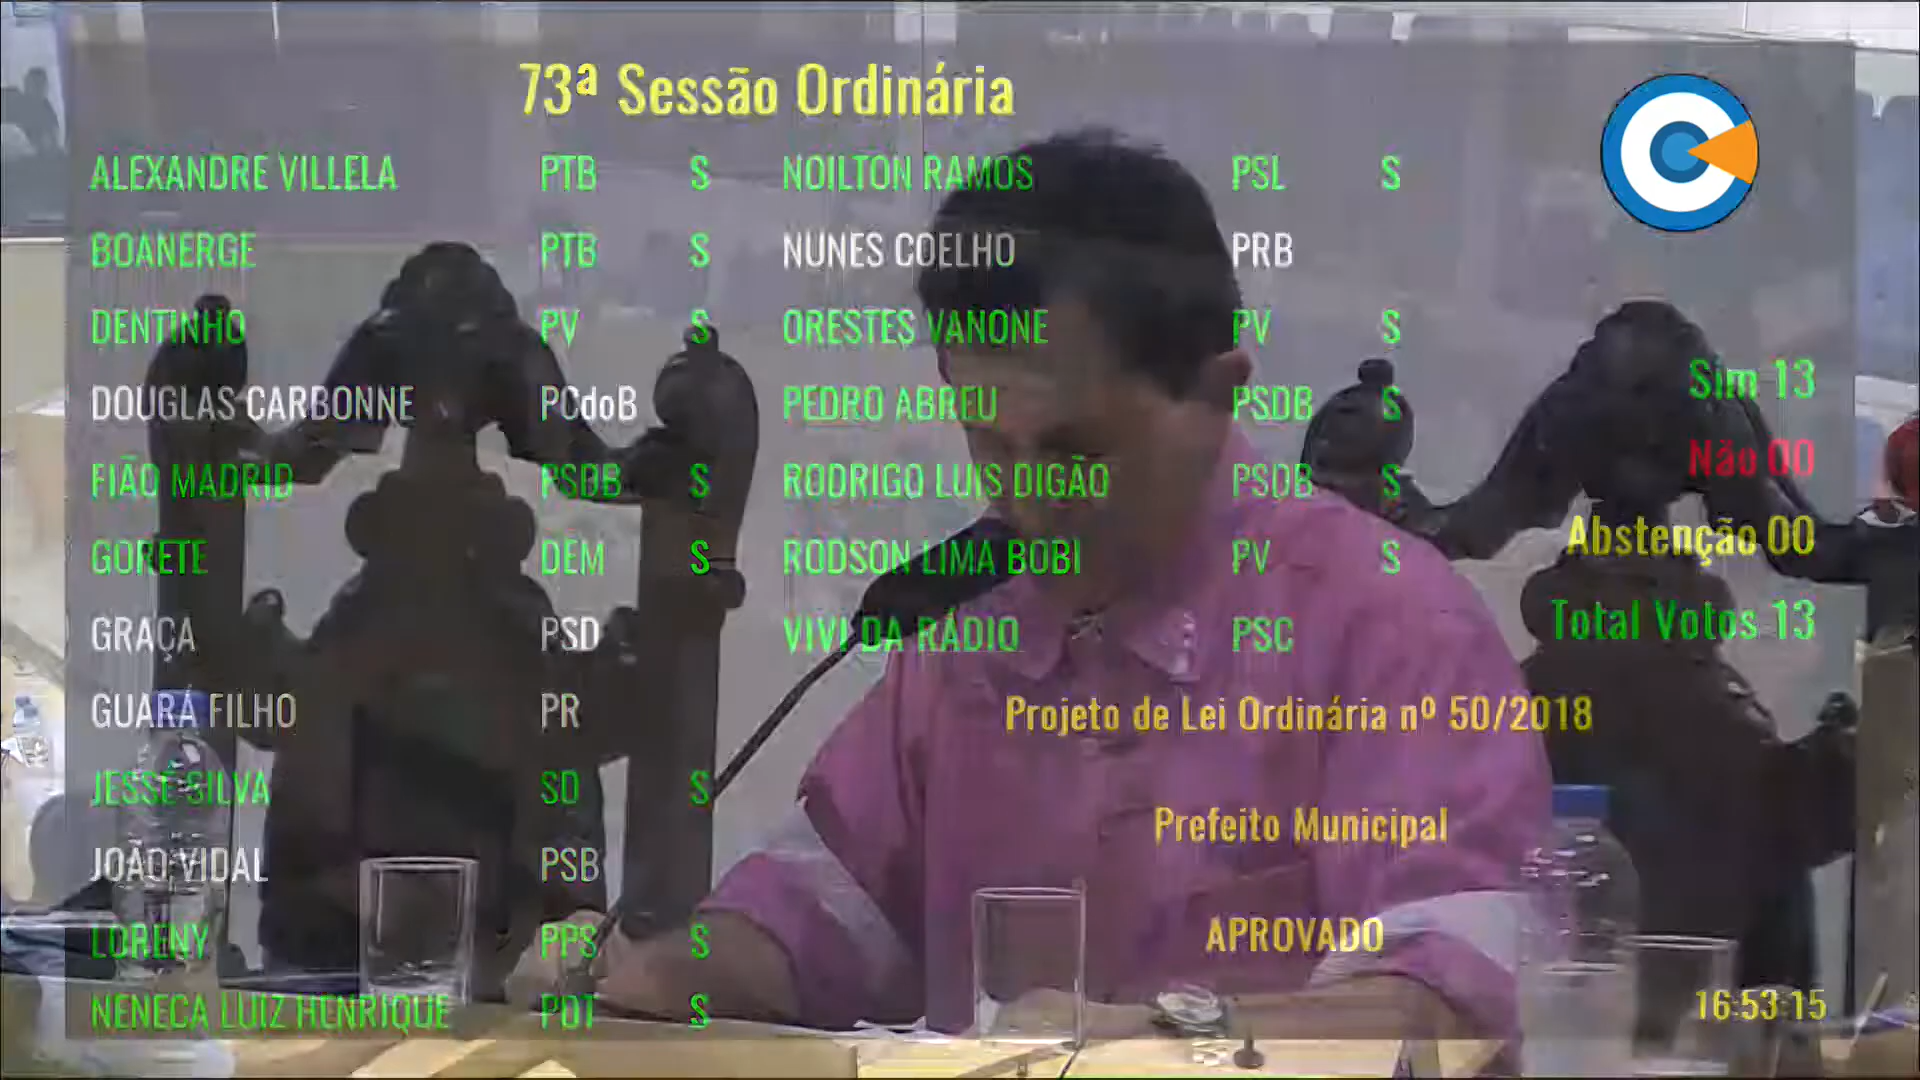 73ª Sessão Ordinária
ALEXANDRE VILLELA PTB S NOILTON RAMOS PSL S
BOANERGE PTB S NUNES COELHO PRB
DENTINHO PV S ORESTES VANONE PV S
DOUGLAS CARBONNE PCdoB PEDRO ABREU PSDB S
Sim 13
FIÃO MADRID PSDB S RODRIGO LUIS DIGÃO PSDB S
Não 00
GORETE DEM S RODSON LIMA BOBI PV S
Abstenção 00
GRAÇA PSD VIVI DA RÁDIO PSC
Total Votos 13
GUARÁ FILHO PR
Projeto de Lei Ordinária nº 50/2018
JESSÉ SILVA SD S
Prefeito Municipal
JOÃO VIDAL PSB
LORENY PPS S
APROVADO
NENECA LUIZ HENRIQUE PDT S
16:53:15